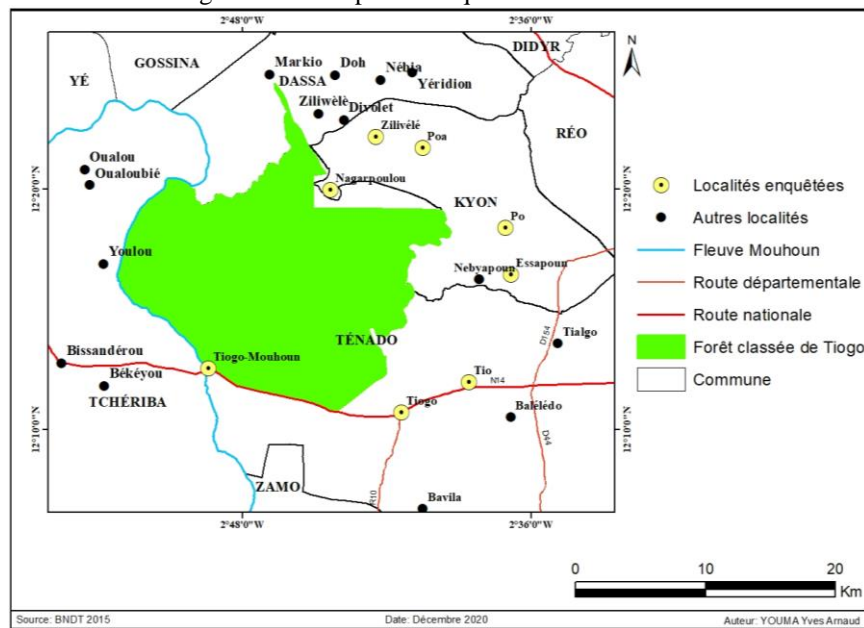 2°48'0"W 2°36'0"W
N
DIDYR
GOSSINA
YÉ
Markio
Doh
Nébia
Yéridion
DASSA
Ziliwèlè
Divolet
Zilivélé
Poa
RÉO
Oualou
Oualoubié
Nagarpoulou
12°20'0"N 12°20'0"N
KYON
Po
Youlou
Nebyapoun
Essapoun
TÉNADO
Tialgo
D154
Bissandérou
Tiogo-Mouhoun
Békéyou
TCHÉRIBA
Tio
N14
Tiogo
Balélédo
12°10'0"N 12°10'0"N
D44
ZAMO
R10
Bavila
2°48'0"W 2°36'0"W
Localités enquêtées
Autres localités
Fleuve Mouhoun
Route départementale
Route nationale
Forêt classée de Tiogo
Commune
0 10 20
Km
Source: BNDT 2015 Date: Décembre 2020 Auteur: YOUMA Yves Arnaud